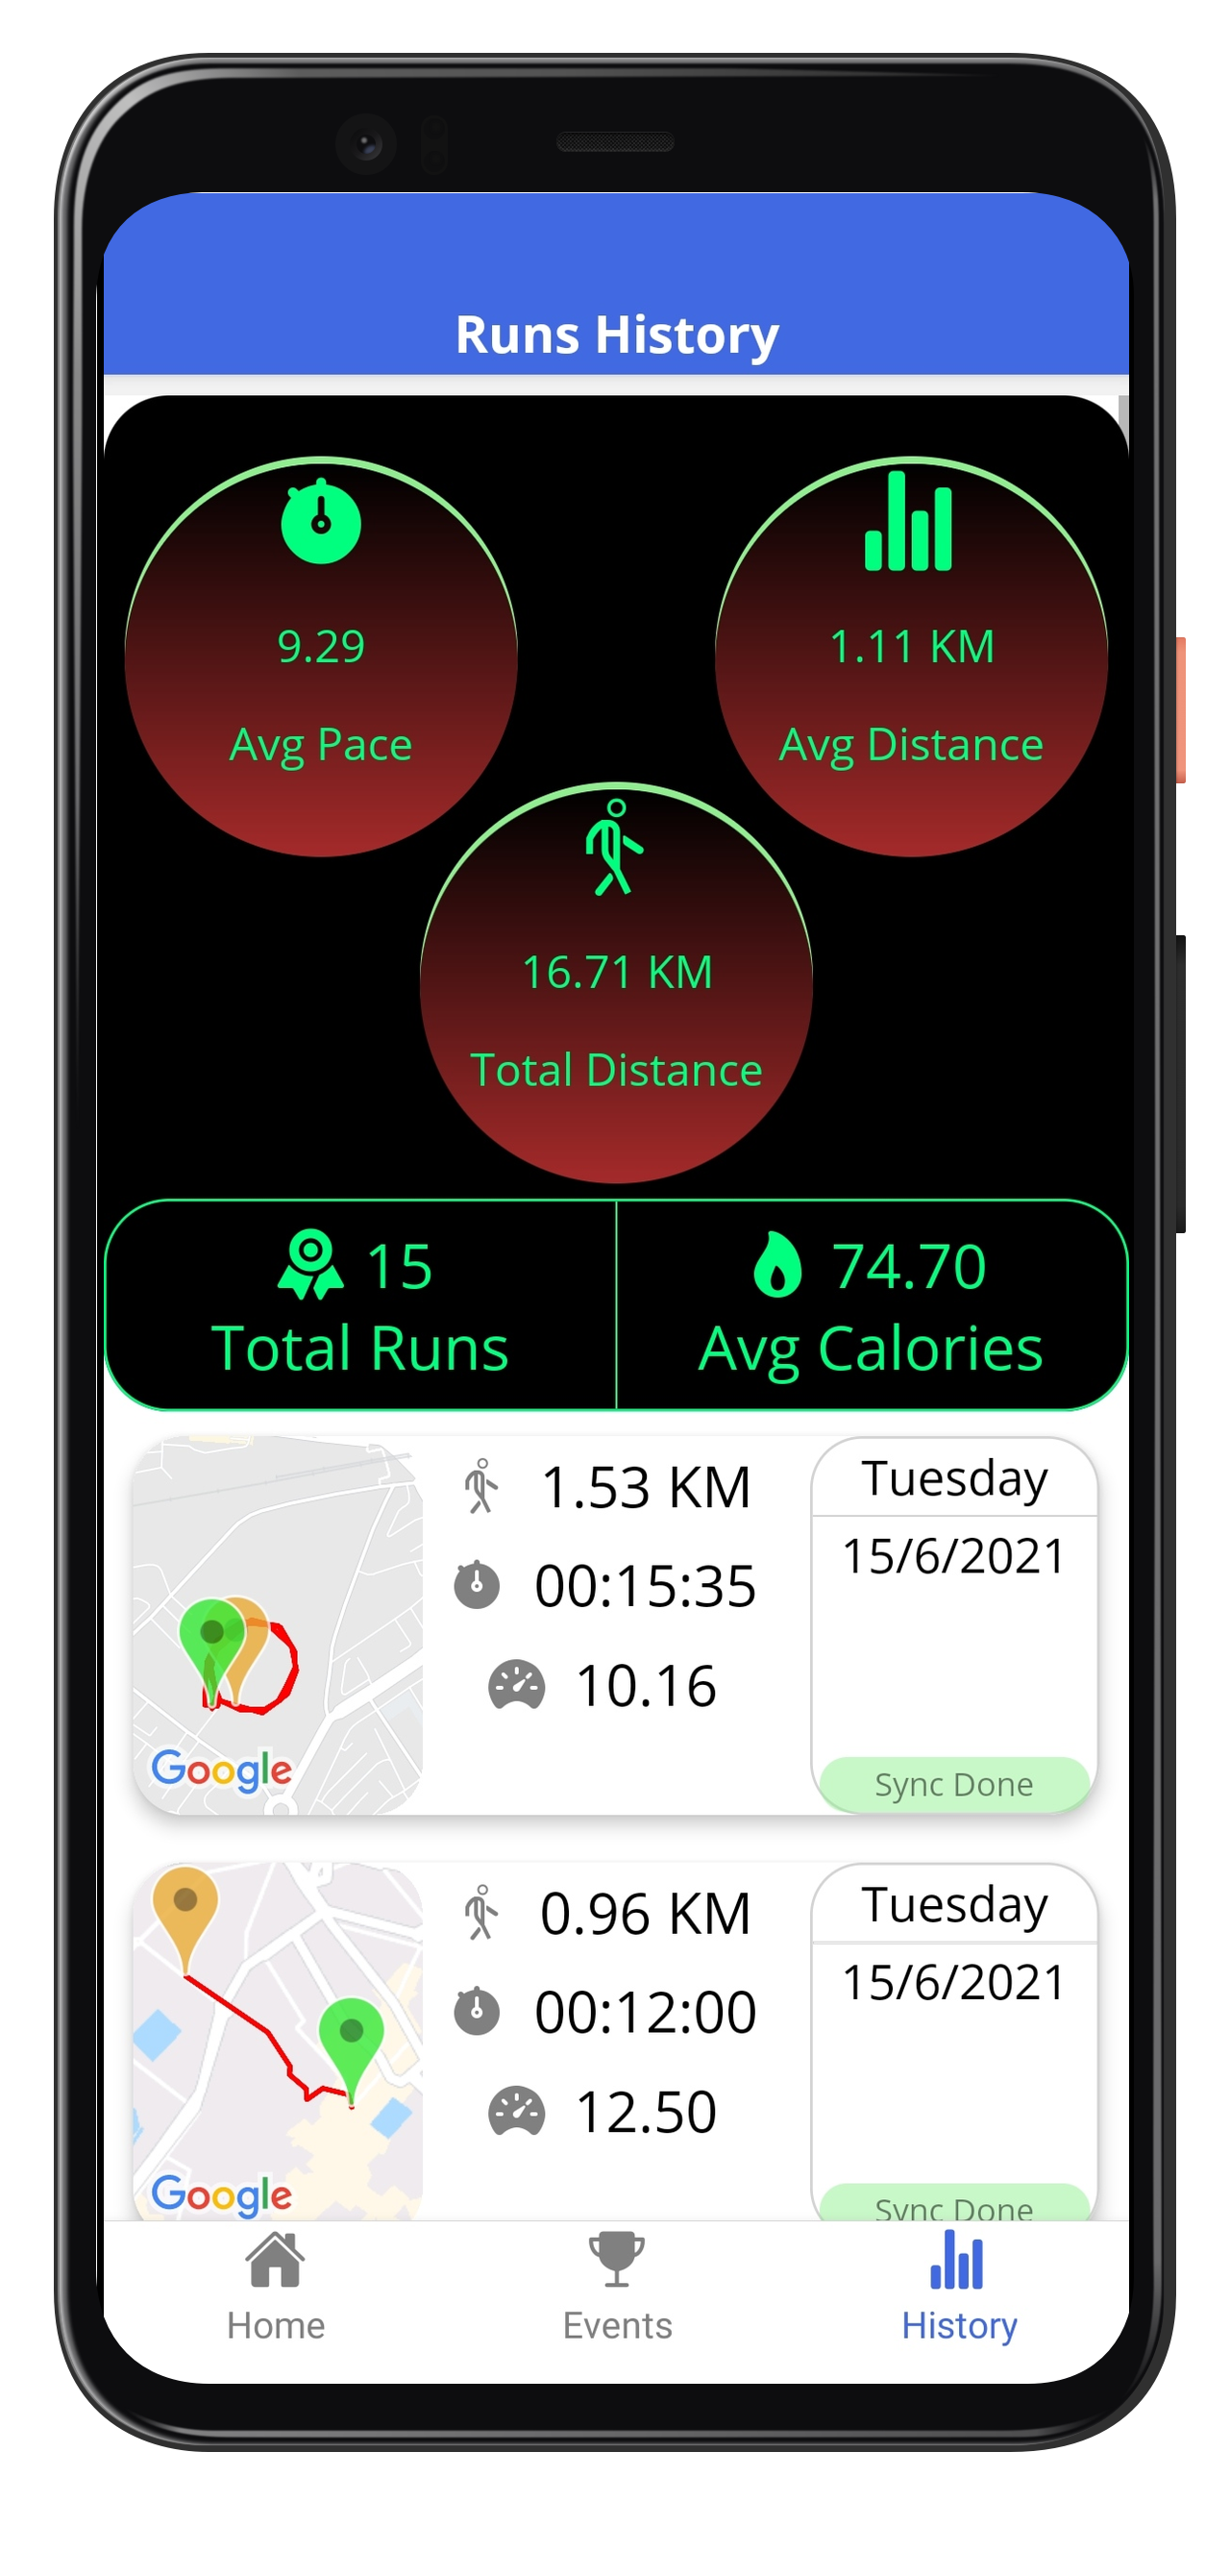 Runs History
9.29
Avg Pace
1.11 KM
Avg Distance
16.71 KM
Total Distance
15
Total Runs
74.70
Avg Calories
1.53 KM
00:15:35
10.16
Tuesday
15/6/2021
Sync Done
Google
0.96 KM
00:12:00
12.50
Tuesday
15/6/2021
Sync Done
Google
Home
Events
History